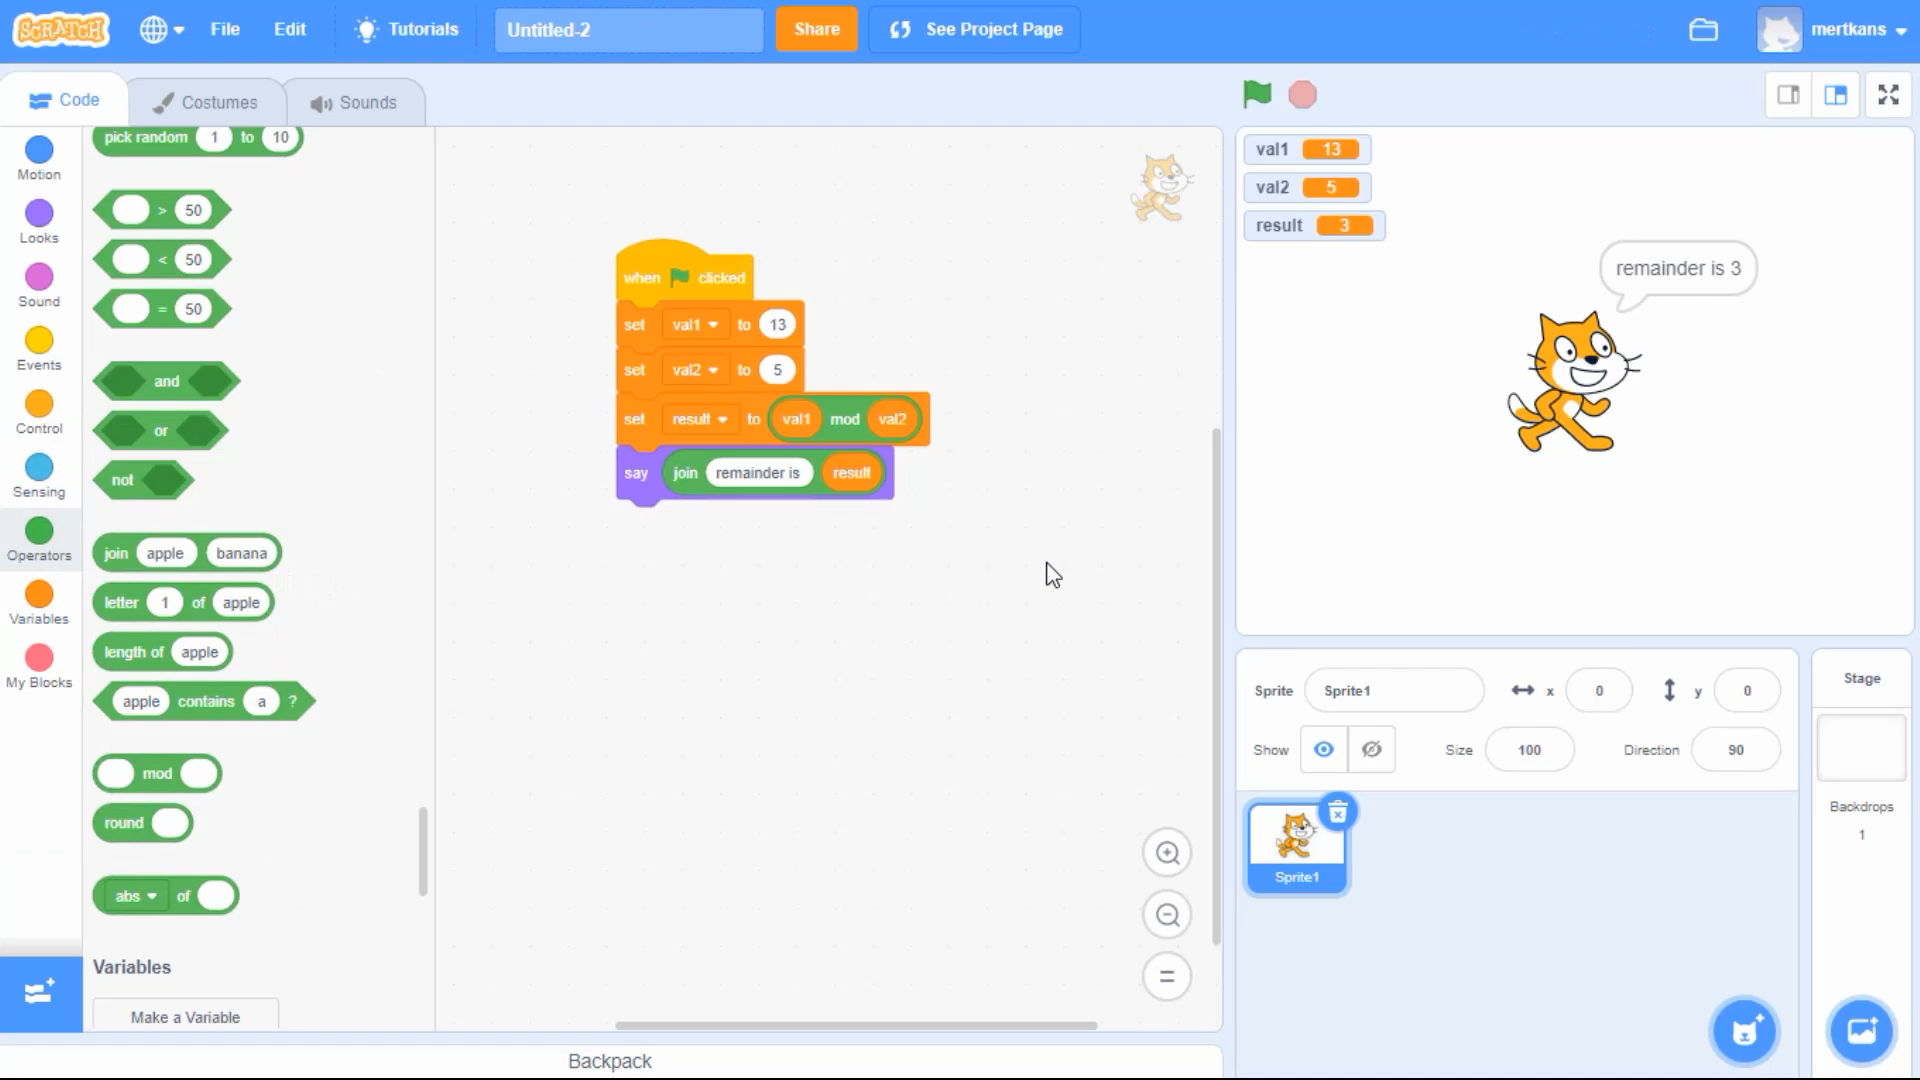 SCRATCH
File
Edit
Tutorials
Untitled-2
Share
See Project Page
mertkans
Code
Costumes
Sounds
Motion
Looks
Sound
Events
Control
Sensing
Operators
Variables
My Blocks
pick random 1 to 10
> 50
< 50
= 50
and
or
not
join apple banana
letter 1 of apple
length of apple
apple contains a ?
mod
round
abs of
Variables
Make a Variable
when clicked
set val1 to 13
set val2 to 5
set result to val1 mod val2
say join remainder is result
Backpack
val1 13
val2 5
result 3
remainder is 3
Sprite Sprite1 x 0 y 0
Show Size 100 Direction 90
Sprite1
Stage
Backdrops
1